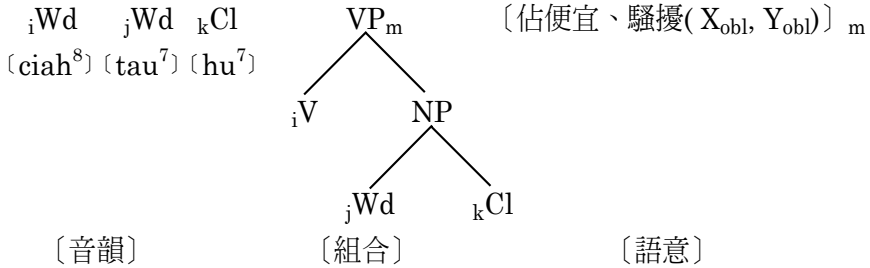 iWd jWd kCl VPm 〔佔便宜、騷擾( Xobl, Yobl)〕m
〔ciah8〕〔tau7〕〔hu7〕
iV NP
jWd kCl
〔音韻〕 〔組合〕 〔語意〕